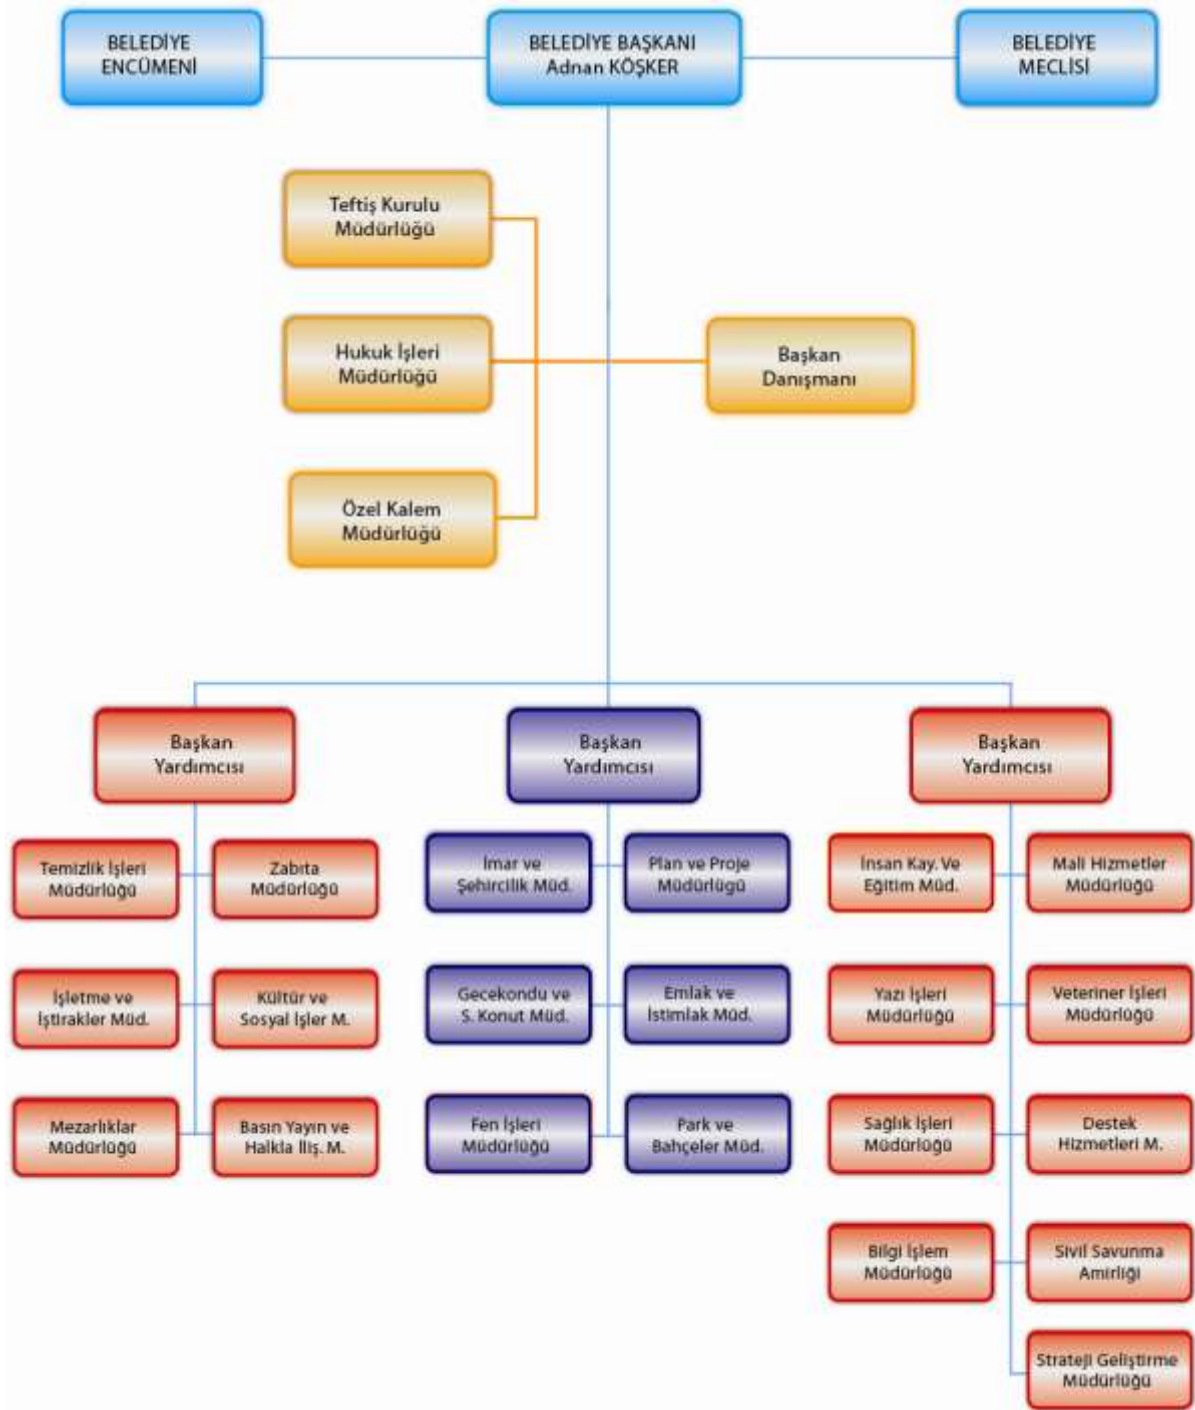 BELEDİYE
ENCÜMENİ
BELEDİYE BAŞKANI
Adnan KÖŞKER
BELEDİYE
MECLİSİ
Teftiş Kurulu
Müdürlüğü
Hukuk İşleri
Müdürlüğü
Başkan
Danışmanı
Özel Kalem
Müdürlüğü
Başkan
Yardımcısı
Temizlik İşleri
Müdürlüğü
Zabıta
Müdürlüğü
İşletme ve
İştirakler Müd.
Kültür ve
Sosyal İşler M.
Mezarlıklar
Müdürlüğü
Basın Yayın ve
Halkla İliş. M.
Başkan
Yardımcısı
İmar ve
Şehircilik Müd.
Plan ve Proje
Müdürlügü
Gecekondu ve
S. Konut Müd.
Emlak ve
İstimlak Müd.
Fen İşleri
Müdürlüğü
Park ve
Bahçeler Müd.
Başkan
Yardımcısı
İnsan Kay. Ve
Eğitim Müd.
Mali Hizmetler
Müdürlüğü
Yazı İşleri
Müdürlüğü
Veteriner İşleri
Müdürlüğü
Sağlık İşleri
Müdürlüğü
Destek
Hizmetleri M.
Bilgi İşlem
Müdürlüğü
Sivil Savunma
Amirliği
Strateji Geliştirme
Müdürlüğü